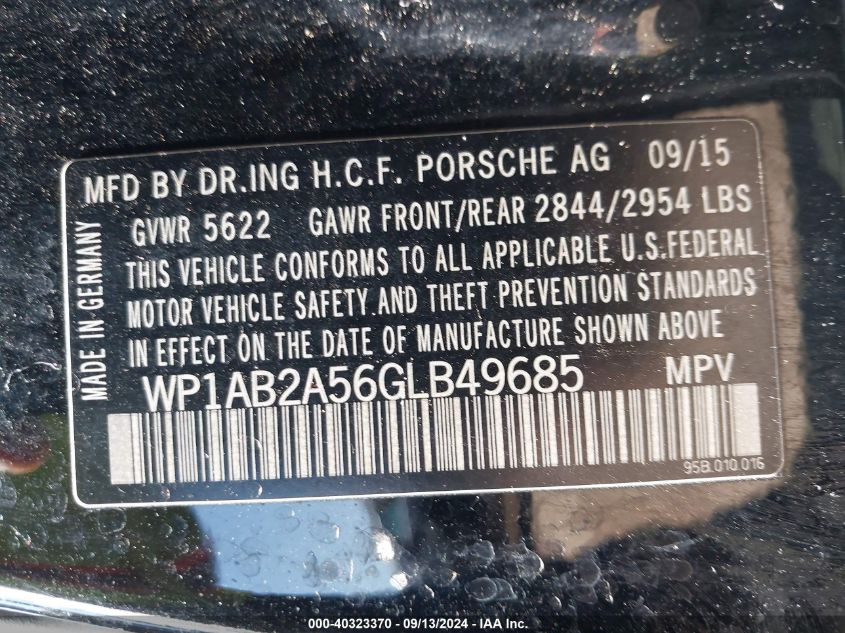 MFD BY DR.ING H.C.F. PORSCHE AG 09/15
GVWR 5622 GAWR FRONT/REAR 2844/2954 LBS
THIS VEHICLE CONFORMS TO ALL APPLICABLE U.S.FEDERAL
MOTOR VEHICLE SAFETY AND THEFT PREVENTION STANDARDS
IN EFFECT ON THE DATE OF MANUFACTURE SHOWN ABOVE
MADE IN GERMANY
WP1AB2A56GLB49685 MPV
95B.010.016
000-40323370 - 09/13/2024 - IAA Inc.